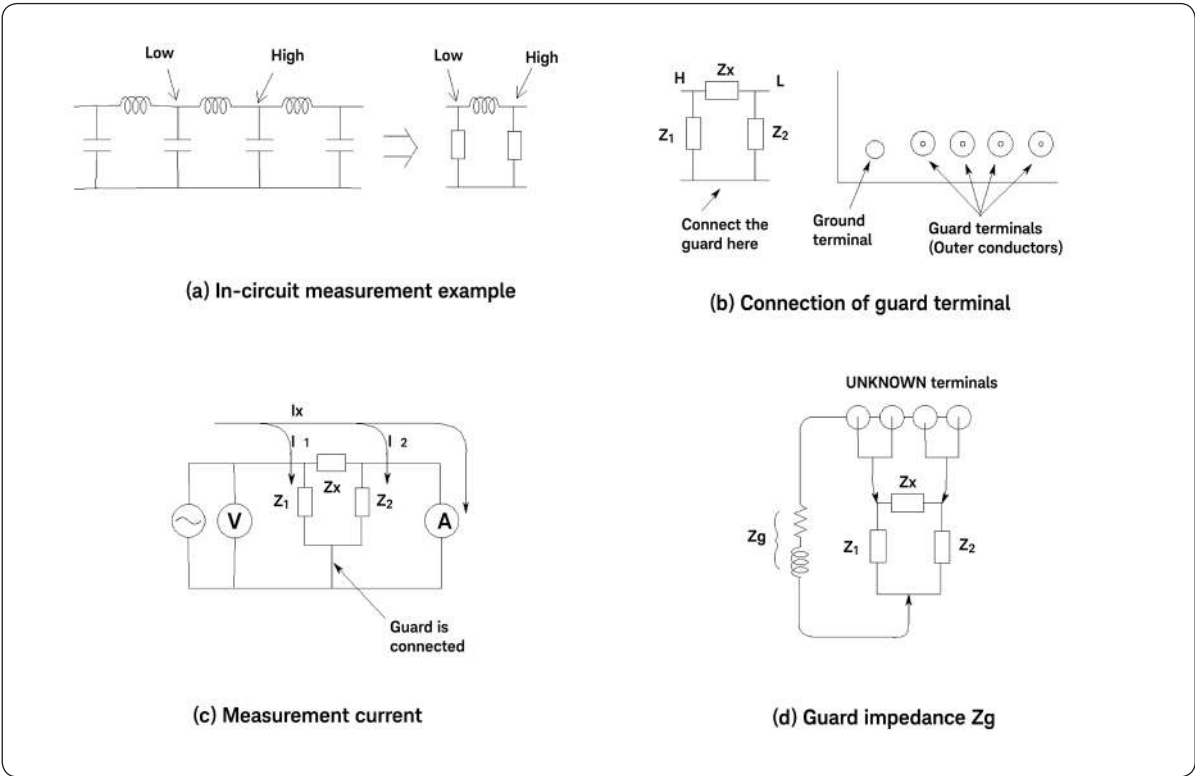 Low
High
Low
High
(a) In-circuit measurement example
H
Zx
L
Z1
Z2
Connect the
guard here
Ground
terminal
Guard terminals
(Outer conductors)
(b) Connection of guard terminal
Ix
I 1
I 2
Z1
Zx
Z2
V
A
Guard is
connected
(c) Measurement current
UNKNOWN terminals
Zx
Zg
Z1
Z2
(d) Guard impedance Zg